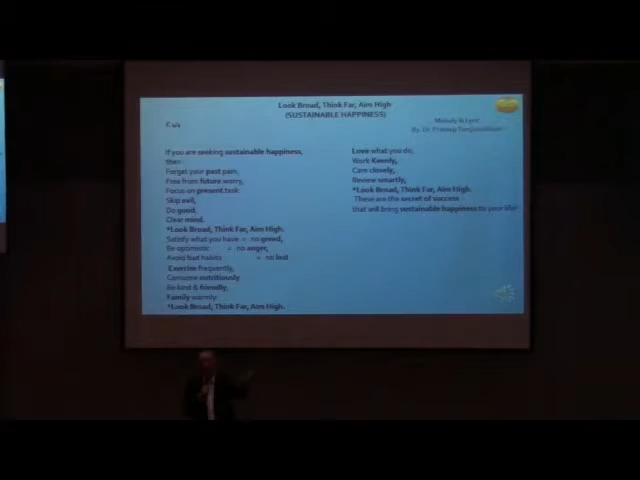 Look Broad, Think Far, Aim High
(SUSTAINABLE HAPPINESS)
Melody & Lyric
By. Dr. Prateep
If you are seeking sustainable happiness,
then
Forget your past pain,
Free from future worry,
Focus on present task
Skip evil,
Do good,
Clear mind.
*Look Broad, Think Far, Aim High.
Satisfy what you have = no greed,
Be optimistic = no anger,
Avoid bad habits = no lust
Exercise frequently,
Consume nutritiously
Be kind & friendly,
Family warmly
*Look Broad, Think Far, Aim High.
Love what you do,
Work Keenly,
Care closely,
Review smartly,
*Look Broad, Think Far, Aim High.
These are the secret of success
that will bring sustainable happiness to your life!